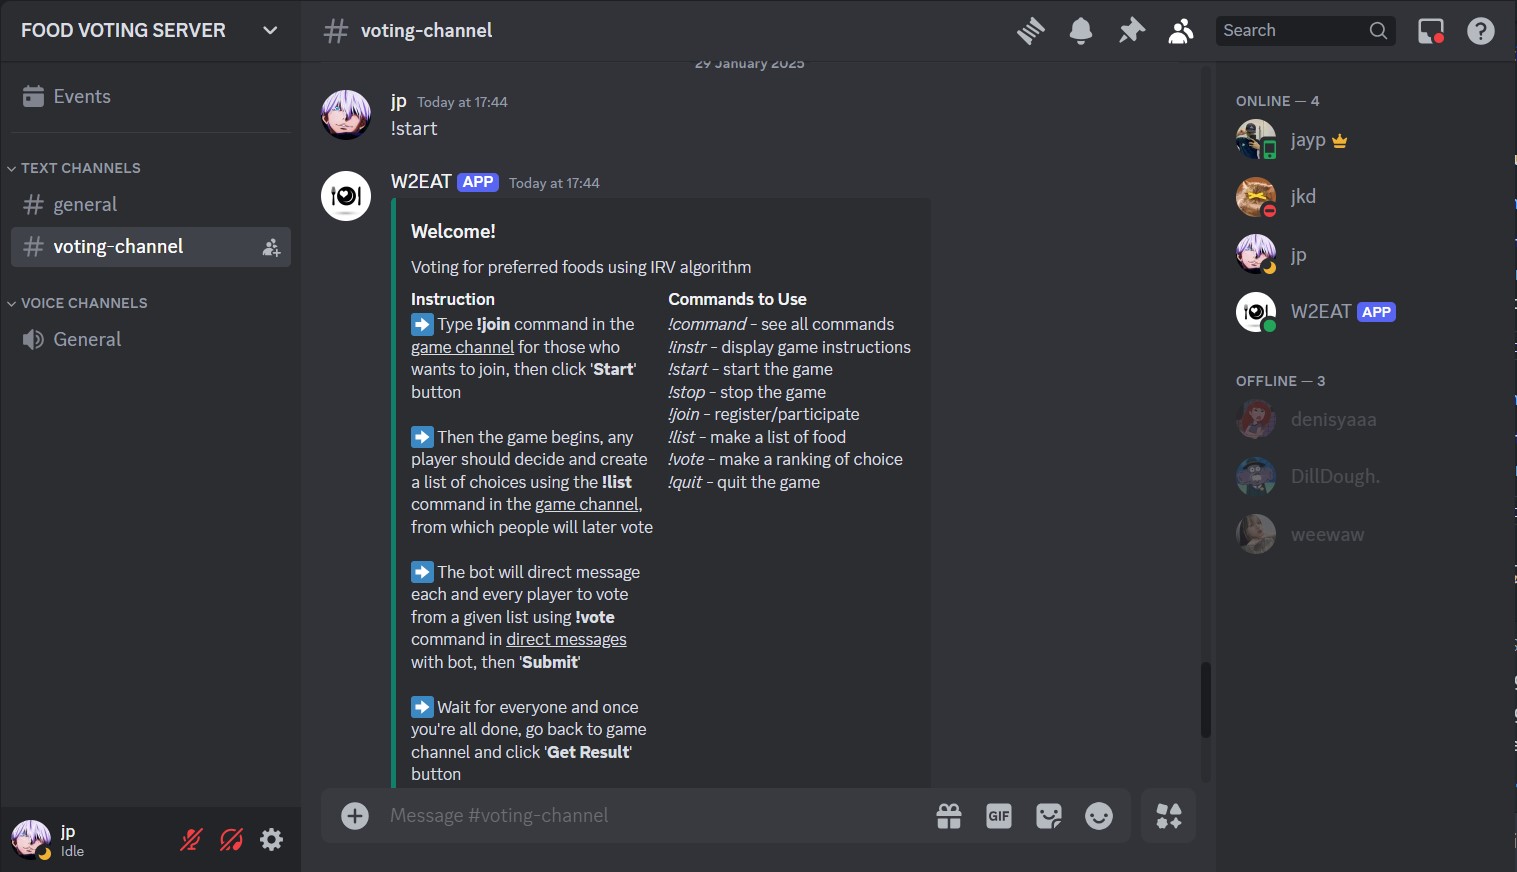 FOOD VOTING SERVER
Events
TEXT CHANNELS
general
voting-channel
VOICE CHANNELS
General
jp
Idle
voting-channel
Search
29 January 2025
jp Today at 17:44
!start
W2EAT APP Today at 17:44
Welcome!
Voting for preferred foods using IRV algorithm
Instruction
Type !join command in the
game channel for those who
wants to join, then click 'Start'
button
Then the game begins, any
player should decide and create
a list of choices using the !list
command in the game channel,
from which people will later vote
The bot will direct message
each and every player to vote
from a given list using !vote
command in direct messages
with bot, then 'Submit'
Wait for everyone and once
you're all done, go back to game
channel and click 'Get Result'
button
Commands to Use
!command - see all commands
!instr - display game instructions
!start - start the game
!stop - stop the game
!join - register/participate
!list - make a list of food
!vote - make a ranking of choice
!quit - quit the game
Message #voting-channel
GIF
ONLINE — 4
jayp
jkd
jp
W2EAT APP
OFFLINE — 3
denisyaaa
DillDough.
weewaw